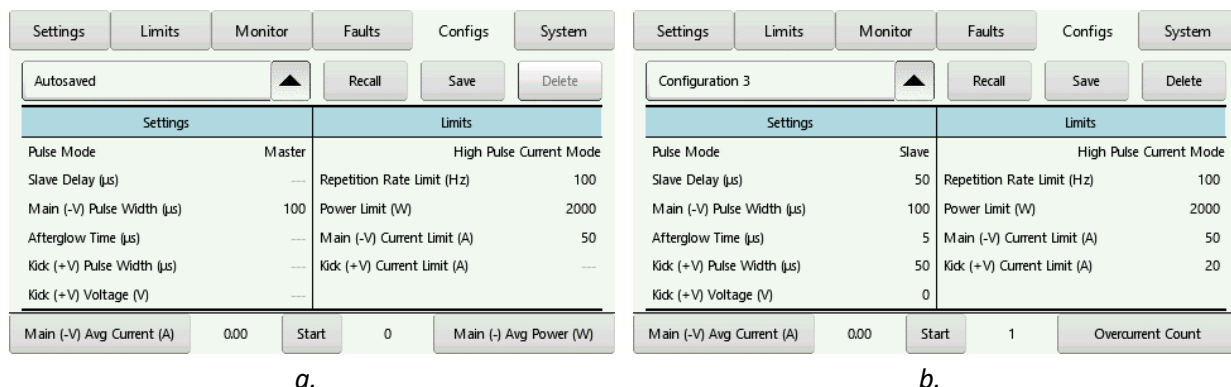 Settings Limits Monitor Faults Configs System
Autosaved Recall Save Delete
Settings Limits
Pulse Mode Master High Pulse Current Mode
Slave Delay (µs) --- Repetition Rate Limit (Hz) 100
Main (-V) Pulse Width (µs) 100 Power Limit (W) 2000
Afterglow Time (µs) --- Main (-V) Current Limit (A) 50
Kick (+V) Pulse Width (µs) --- Kick (+V) Current Limit (A) ---
Kick (+V) Voltage (V) ---
Main (-V) Avg Current (A) 0.00 Start 0 Main (-) Avg Power (W)
a.
Settings Limits Monitor Faults Configs System
Configuration 3 Recall Save Delete
Settings Limits
Pulse Mode Slave High Pulse Current Mode
Slave Delay (µs) 50 Repetition Rate Limit (Hz) 100
Main (-V) Pulse Width (µs) 100 Power Limit (W) 2000
Afterglow Time (µs) 5 Main (-V) Current Limit (A) 50
Kick (+V) Pulse Width (µs) 50 Kick (+V) Current Limit (A) 20
Kick (+V) Voltage (V) 0
Main (-V) Avg Current (A) 0.00 Start 1 Overcurrent Count
b.